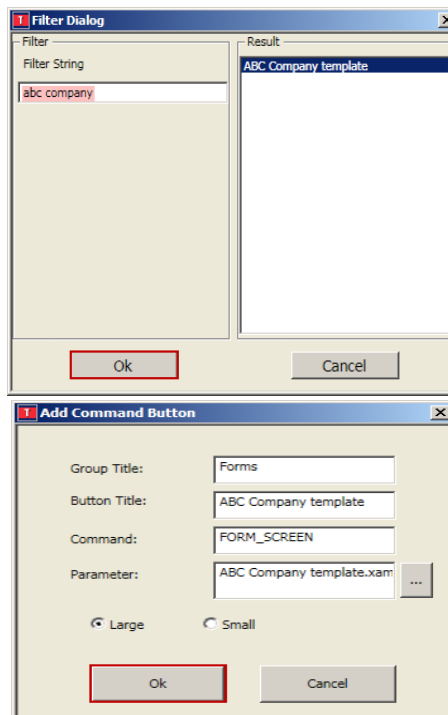 T Filter Dialog
Filter
Filter String
abc company
Result
ABC Company template
Ok
Cancel
T Add Command Button
Group Title: Forms
Button Title: ABC Company template
Command: FORM_SCREEN
Parameter: ABC Company template.xam ...
Large Small
Ok Cancel